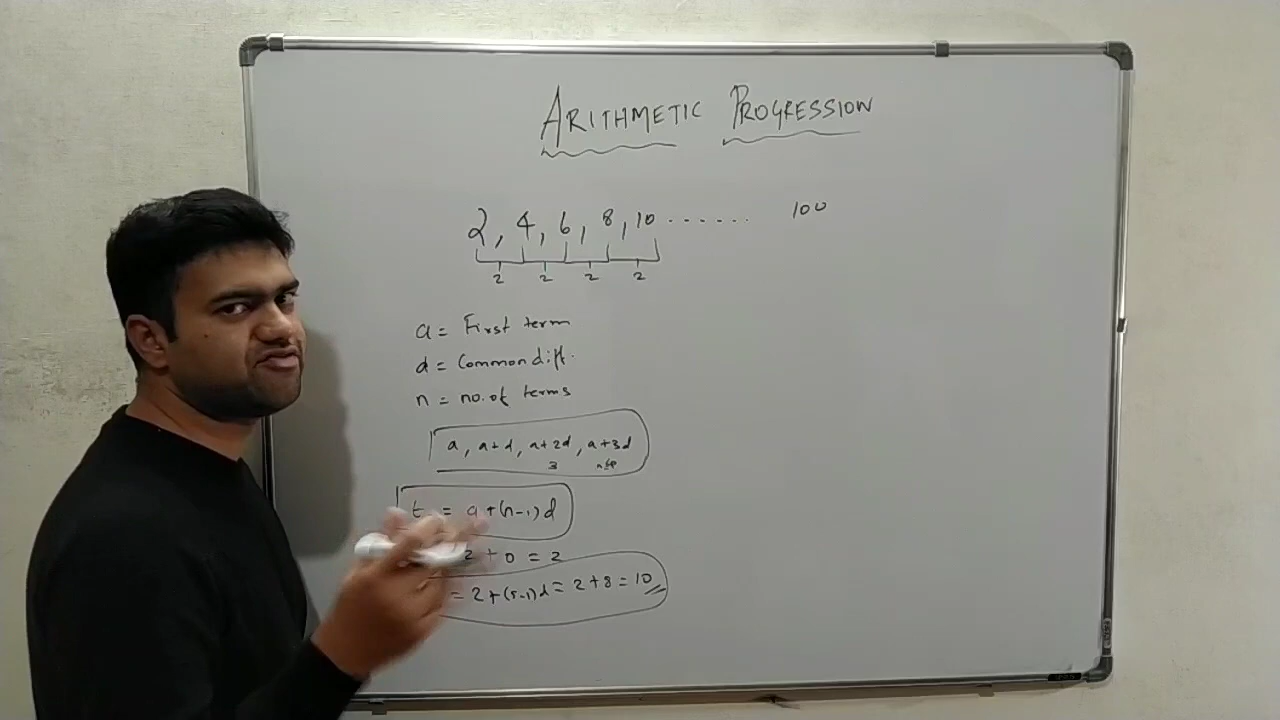 ARITHMETIC PROGRESSION
2, 4, 6, 8, 10 ...... 100
2 2 2 2
a = First term
d = Common diff.
n = no. of terms
a, a+d, a+2d, a+3d
3
t = a+(n-1)d
2 + 0 = 2
= 2+(5-1)d = 2+8 = 10